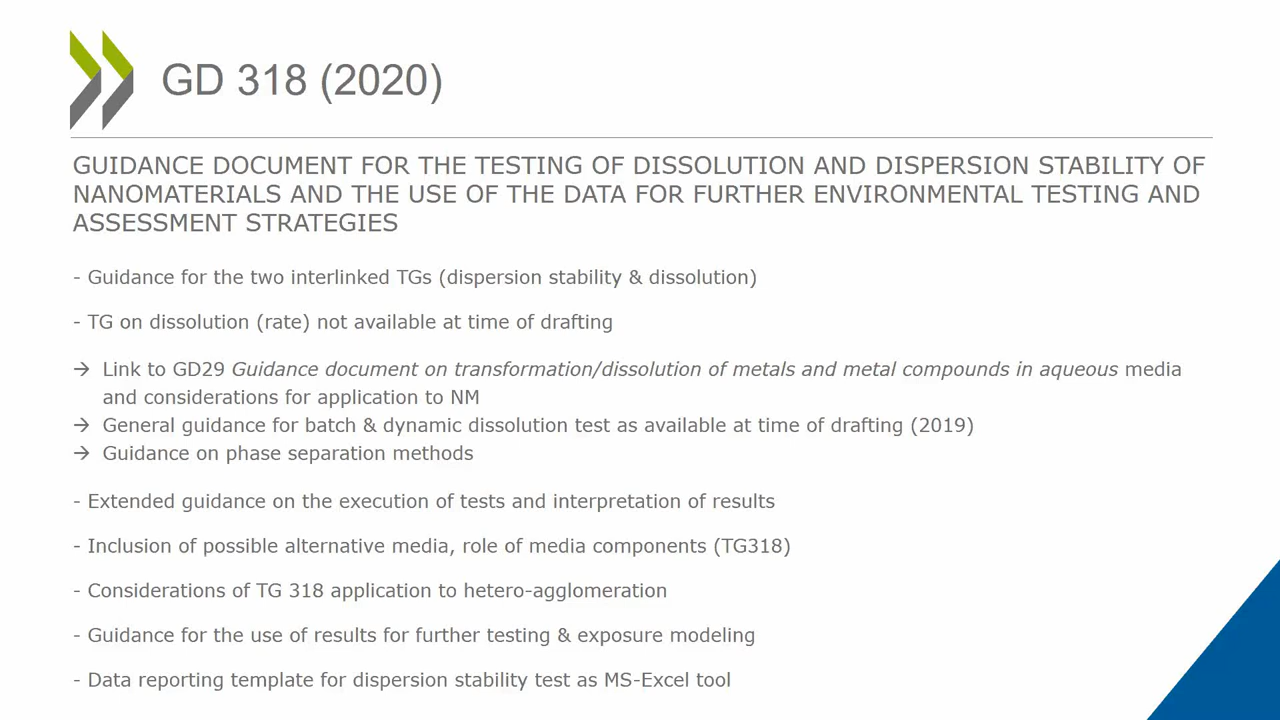 GD 318 (2020)
GUIDANCE DOCUMENT FOR THE TESTING OF DISSOLUTION AND DISPERSION STABILITY OF
NANOMATERIALS AND THE USE OF THE DATA FOR FURTHER ENVIRONMENTAL TESTING AND
ASSESSMENT STRATEGIES
- Guidance for the two interlinked TGs (dispersion stability & dissolution)
- TG on dissolution (rate) not available at time of drafting
→ Link to GD29 Guidance document on transformation/dissolution of metals and metal compounds in aqueous media
and considerations for application to NM
→ General guidance for batch & dynamic dissolution test as available at time of drafting (2019)
→ Guidance on phase separation methods
- Extended guidance on the execution of tests and interpretation of results
- Inclusion of possible alternative media, role of media components (TG318)
- Considerations of TG 318 application to hetero-agglomeration
- Guidance for the use of results for further testing & exposure modeling
- Data reporting template for dispersion stability test as MS-Excel tool